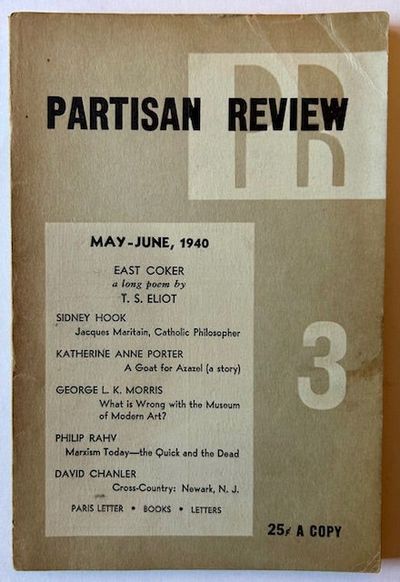 PR
PARTISAN REVIEW
MAY-JUNE, 1940
EAST COKER
a long poem by
T. S. ELIOT
SIDNEY HOOK
Jacques Maritain, Catholic Philosopher
KATHERINE ANNE PORTER
A Goat for Azazel (a story)
GEORGE L. K. MORRIS
What is Wrong with the Museum
of Modern Art?
PHILIP RAHV
Marxism Today—the Quick and the Dead
DAVID CHANLER
Cross-Country: Newark, N. J.
PARIS LETTER • BOOKS • LETTERS
3
25¢ A COPY